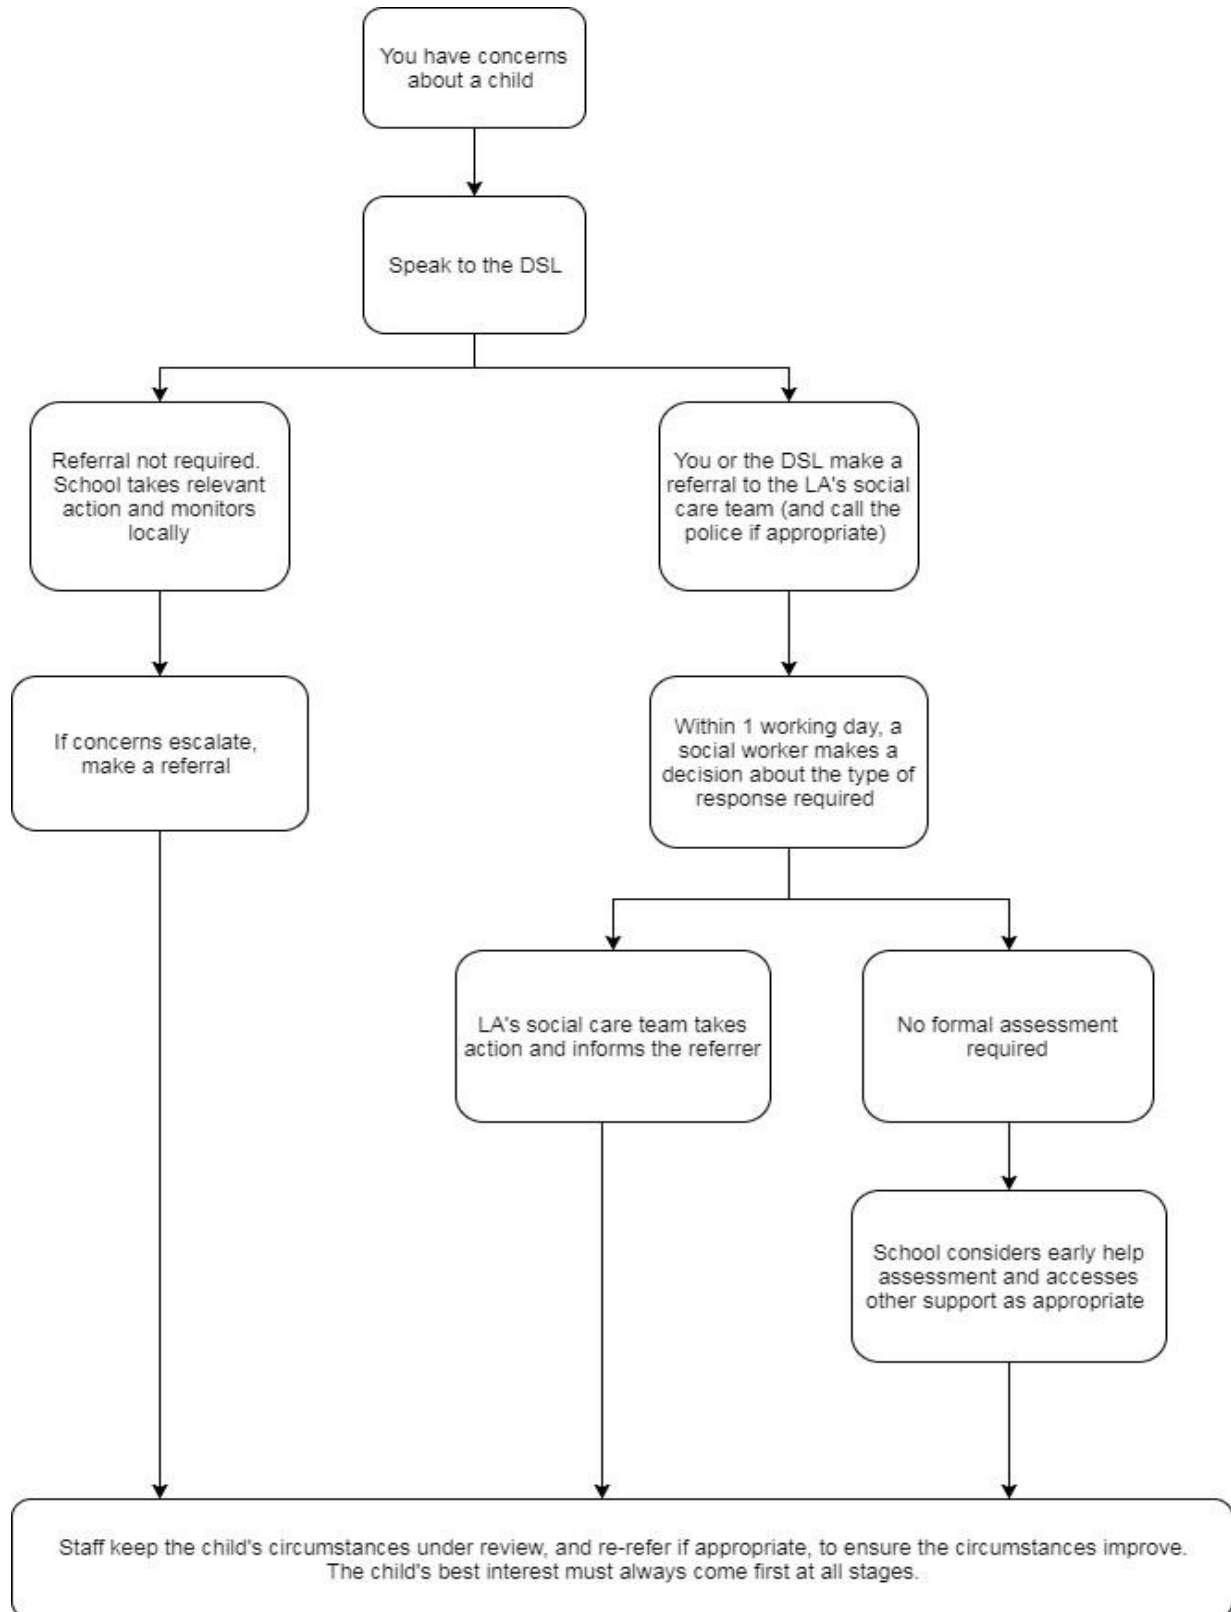 You have concerns
about a child
Speak to the DSL
Referral not required.
School takes relevant
action and monitors
locally
You or the DSL make a
referral to the LA's social
care team (and call the
police if appropriate)
If concerns escalate,
make a referral
Within 1 working day, a
social worker makes a
decision about the type of
response required
LA's social care team takes
action and informs the referrer
No formal assessment
required
School considers early help
assessment and accesses
other support as appropriate
Staff keep the child's circumstances under review, and re-refer if appropriate, to ensure the circumstances improve.
The child's best interest must always come first at all stages.